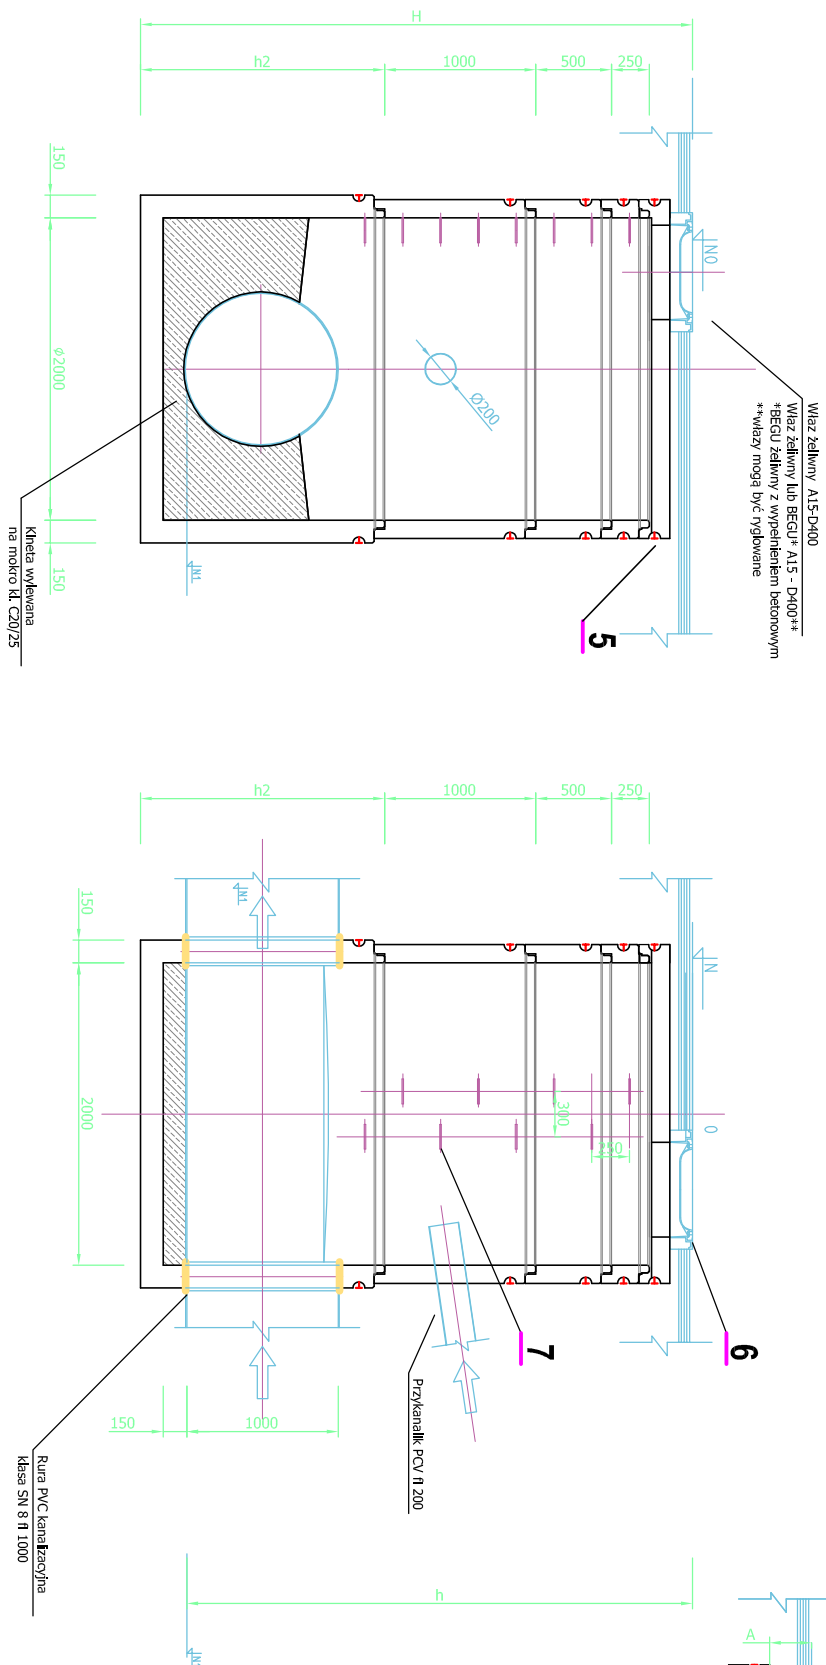 H
h2
1000
500
250
150
ø2000
150
Ø200
N0
N1
Właz żeliwny A15-D400
Właz żeliwny lub BEGU* A15 - D400**
*BEGU żeliwny z wypełnieniem betonowym
**włazy mogą być ryglowane
5
Kineta wylewana
na mokro kl. C20/25
h2
1000
500
250
150
2000
N1
N
0
300
250
6
7
Przykanalik PCV fi 200
150
1000
Rura PVC kanalizacyjna
klasa SN 8 fi 1000
h
A